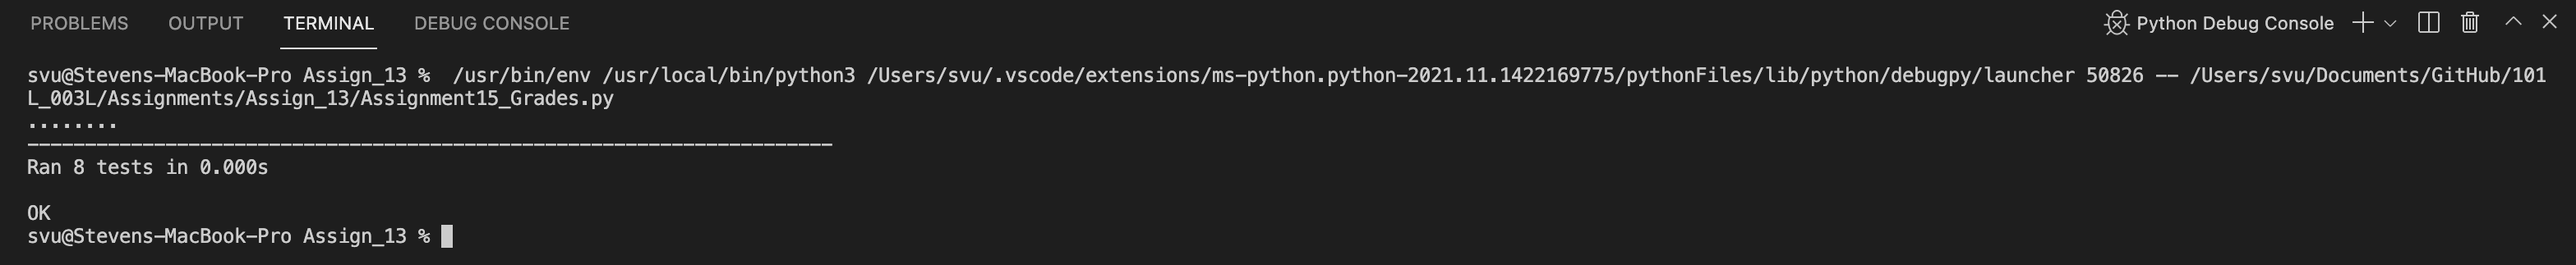 PROBLEMS OUTPUT TERMINAL DEBUG CONSOLE Python Debug Console
svu@Stevens-MacBook-Pro Assign_13 %  /usr/bin/env /usr/local/bin/python3 /Users/svu/.vscode/extensions/ms-python.python-2021.11.1422169775/pythonFiles/lib/python/debugpy/launcher 50826 -- /Users/svu/Documents/GitHub/101
L_003L/Assignments/Assign_13/Assignment15_Grades.py
........
----------------------------------------------------------------------
Ran 8 tests in 0.000s
OK
svu@Stevens-MacBook-Pro Assign_13 %